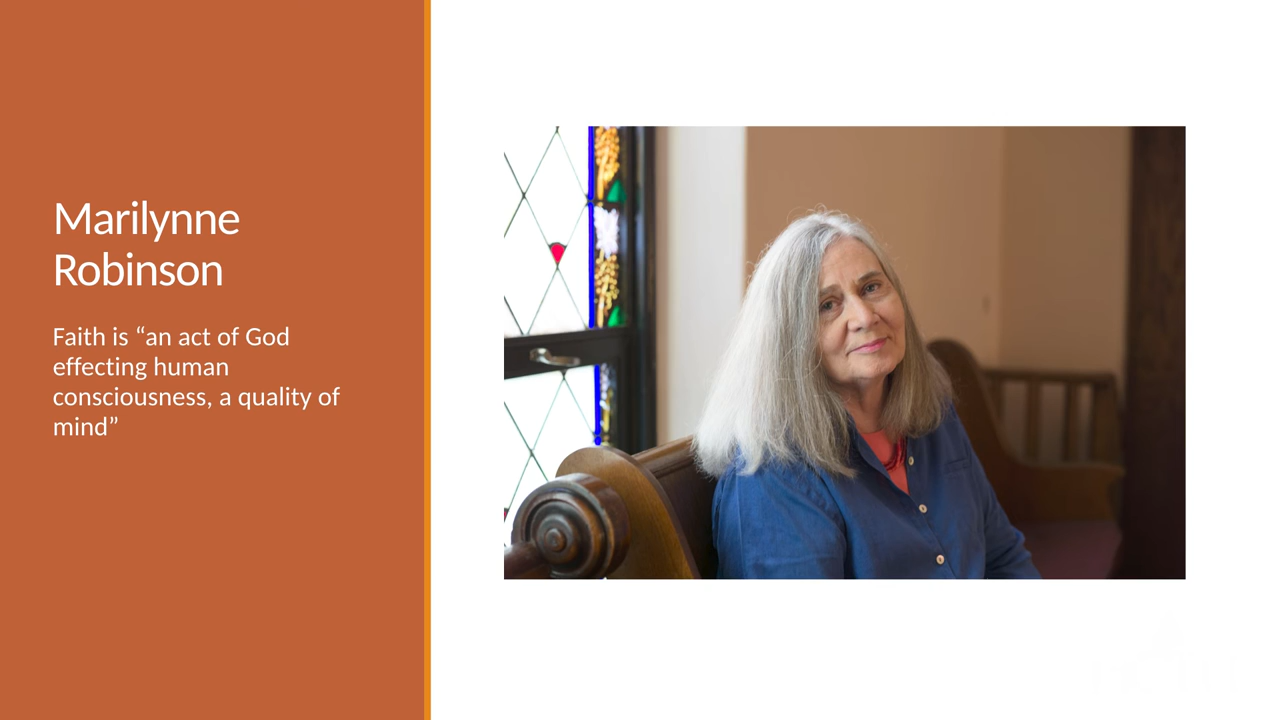 Marilynne
Robinson
Faith is “an act of God
effecting human
consciousness, a quality of
mind”